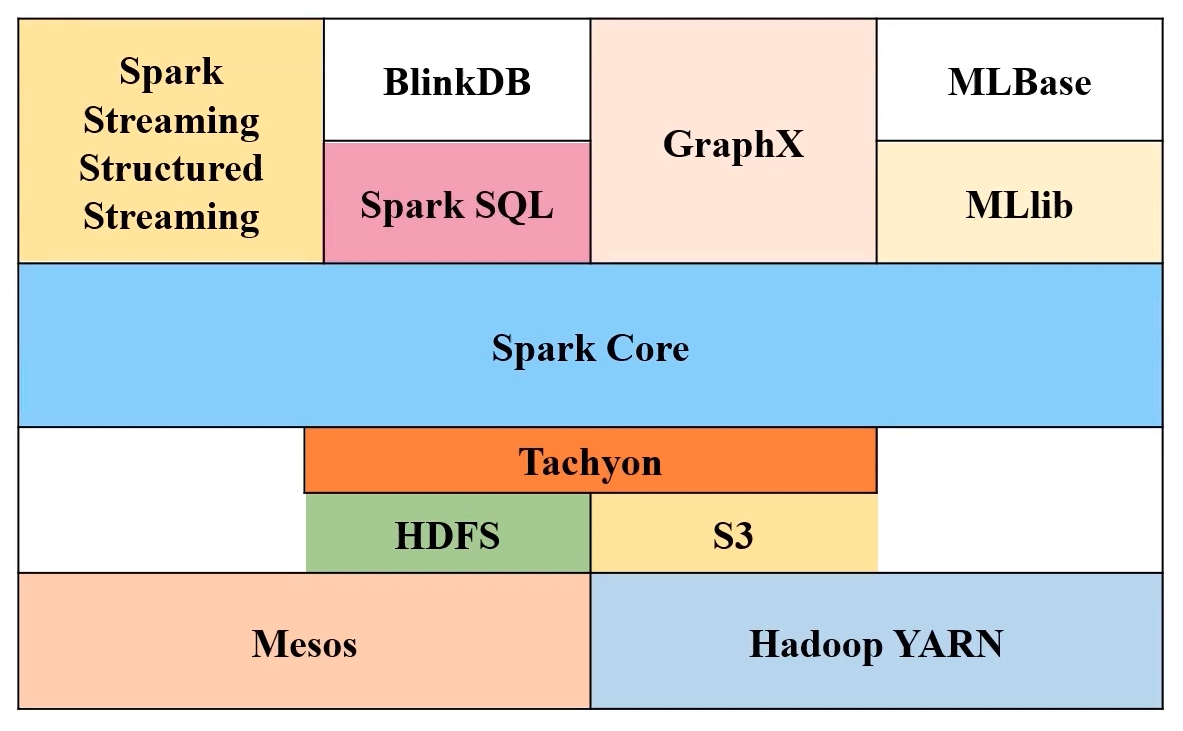 Spark
Streaming
Structured
Streaming
BlinkDB
Spark SQL
GraphX
MLBase
MLlib
Spark Core
Tachyon
HDFS
S3
Mesos
Hadoop YARN